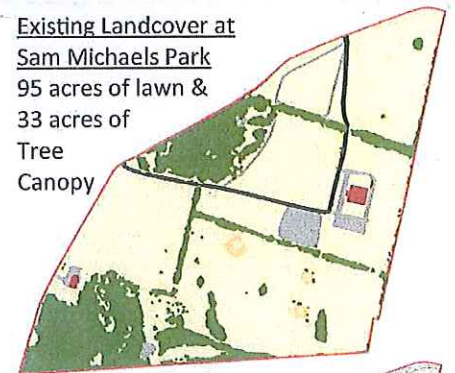 Existing Landcover at
Sam Michaels Park
95 acres of lawn &
33 acres of
Tree
Canopy